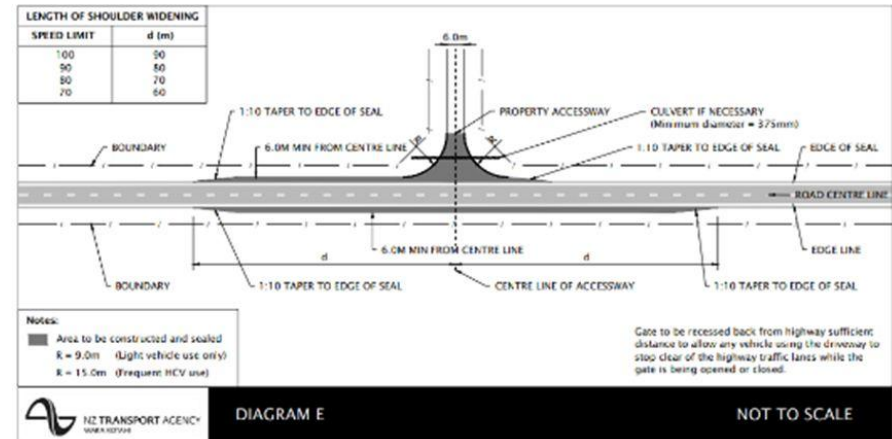 LENGTH OF SHOULDER WIDENING
SPEED LIMIT d (m)
100 90
90 80
80 70
70 60
6.0m
1:10 TAPER TO EDGE OF SEAL
PROPERTY ACCESSWAY
CULVERT IF NECESSARY
(Minimum diameter = 375mm)
BOUNDARY
6.0M MIN FROM CENTRE LINE
R
R
1:10 TAPER TO EDGE OF SEAL
EDGE OF SEAL
ROAD CENTRE LINE
6.0M MIN FROM CENTRE LINE
EDGE LINE
d
d
BOUNDARY
1:10 TAPER TO EDGE OF SEAL
CENTRE LINE OF ACCESSWAY
1:10 TAPER TO EDGE OF SEAL
Notes:
Area to be constructed and sealed
R = 9.0m (Light vehicle use only)
R = 15.0m (Frequent HCV use)
Gate to be recessed back from highway sufficient
distance to allow any vehicle using the driveway to
stop clear of the highway traffic lanes while the
gate is being opened or closed.
NZ TRANSPORT AGENCY
WAKA KOTAHI
DIAGRAM E
NOT TO SCALE